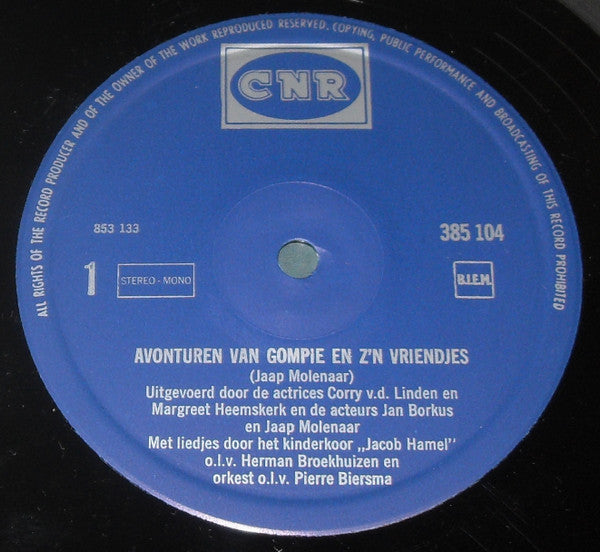 ALL RIGHTS OF THE RECORD PRODUCER AND OF THE OWNER OF THE WORK REPRODUCED RESERVED. COPYING, PUBLIC PERFORMANCE AND BROADCASTING OF THIS RECORD PROHIBITED
CNR
853 133
385 104
1
STEREO - MONO
B.I.E.M.
AVONTUREN VAN GOMPIE EN Z'N VRIENDJES
(Jaap Molenaar)
Uitgevoerd door de actrices Corry v.d. Linden en
Margreet Heemskerk en de acteurs Jan Borkus
en Jaap Molenaar
Met liedjes door het kinderkoor „Jacob Hamel”
o.l.v. Herman Broekhuizen en
orkest o.l.v. Pierre Biersma